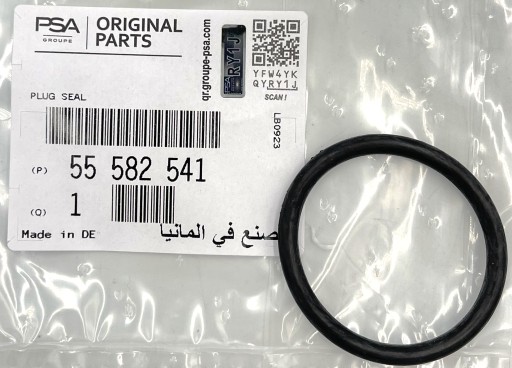 PSA
GROUPE
ORIGINAL
PARTS
qr.groupe-psa.com
RY1J
YFW4YK
QYRY1J
SCAN!
PLUG SEAL
LB0923
(P) 55 582 541
(Q) 1
Made in DE
صنع في المانيا